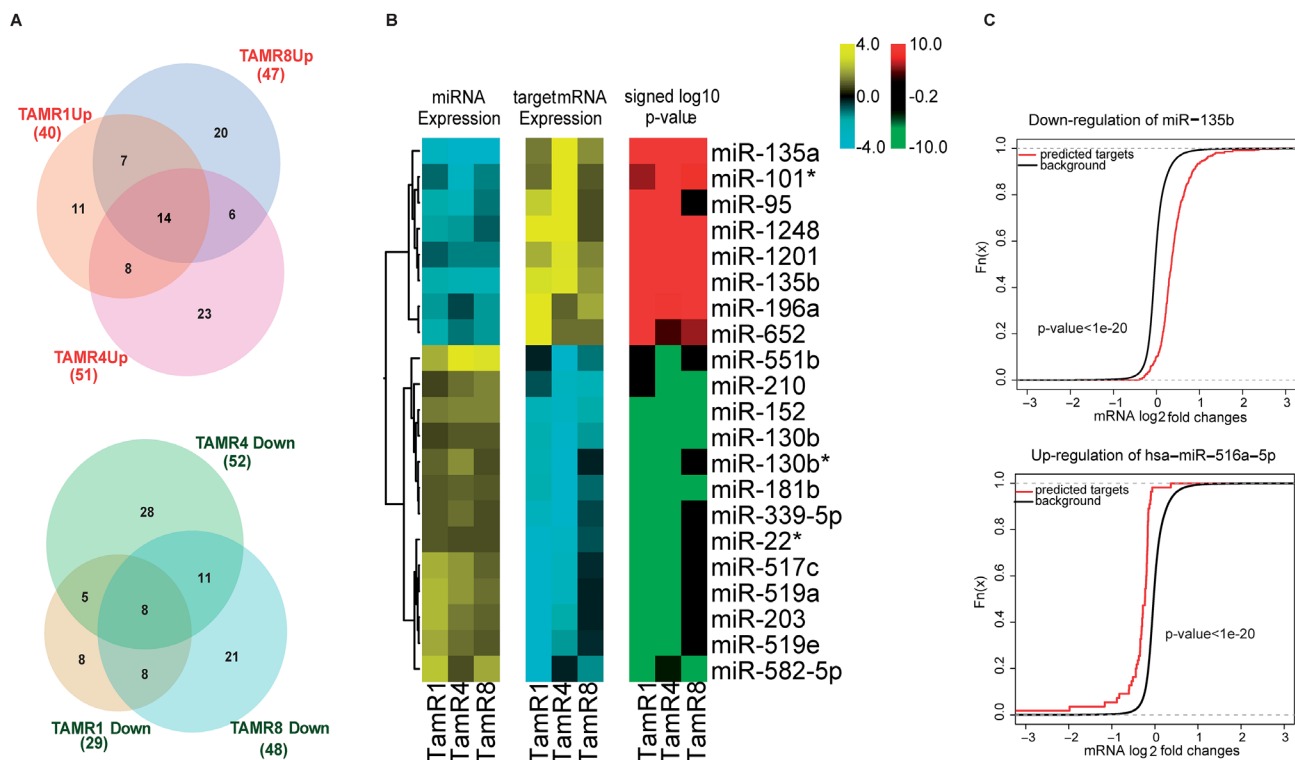 A
TAMR8Up
(47)
TAMR1Up
(40)
20
7
11
14
6
8
23
TAMR4Up
(51)
TAMR4 Down
(52)
28
11
5
8
8
8
21
TAMR1 Down
(29)
TAMR8 Down
(48)
B
4.0
0.0
-4.0
10.0
-0.2
-10.0
miRNA
Expression
targetmRNA
Expression
signed log10
p-value
miR-135a
miR-101*
miR-95
miR-1248
miR-1201
miR-135b
miR-196a
miR-652
miR-551b
miR-210
miR-152
miR-130b
miR-130b*
miR-181b
miR-339-5p
miR-22*
miR-517c
miR-519a
miR-203
miR-519e
miR-582-5p
TamR1
TamR4
TamR8
TamR1
TamR4
TamR8
TamR1
TamR4
TamR8
C
Down-regulation of miR−135b
predicted targets
background
p-value<1e-20
Fn(x)
1.0
0.8
0.6
0.4
0.2
0.0
−3 −2 −1 0 1 2 3
mRNA log2 fold changes
Up-regulation of hsa−miR−516a-5p
predicted targets
background
p-value<1e-20
Fn(x)
1.0
0.8
0.6
0.4
0.2
0.0
−3 −2 −1 0 1 2 3
mRNA log2 fold changes